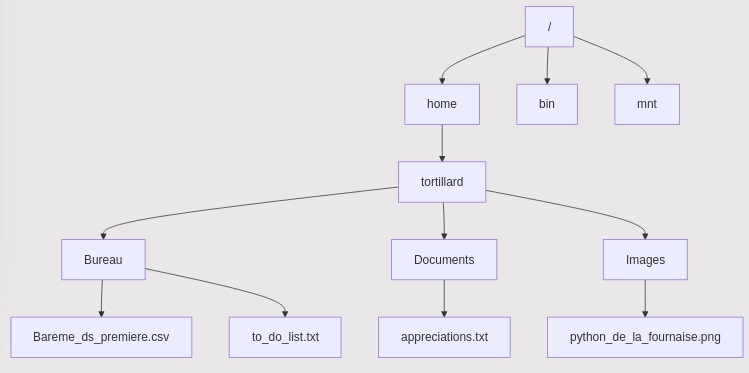 /
home
bin
mnt
tortillard
Bureau
Documents
Images
Bareme_ds_premiere.csv
to_do_list.txt
appreciations.txt
python_de_la_fournaise.png